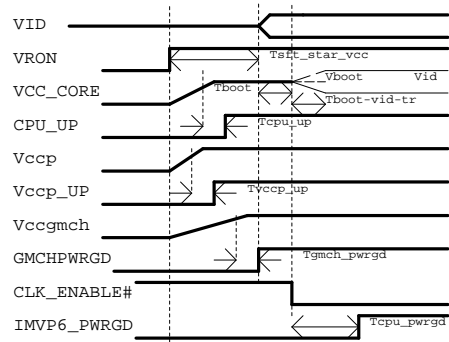 VID
VRON
Tsft_star_vcc
VCC_CORE
Tboot
Vboot
Vid
Tboot-vid-tr
CPU_UP
Tcpu_up
Vccp
Vccp_UP
Tvccp_up
Vccgmch
GMCHPWRGD
Tgmch_pwrgd
CLK_ENABLE#
IMVP6_PWRGD
Tcpu_pwrgd